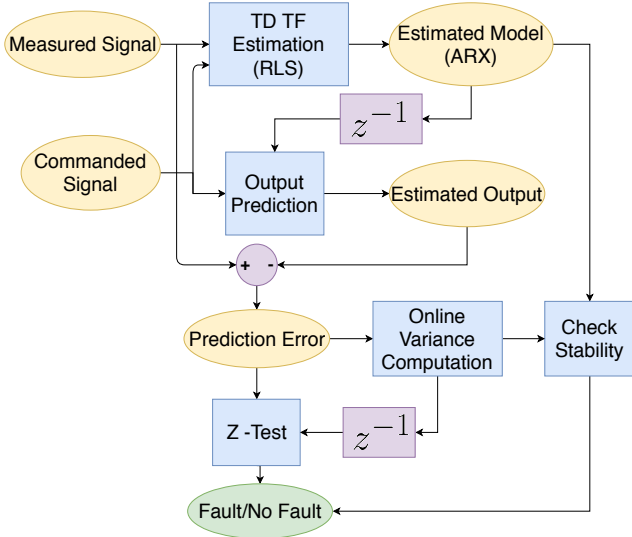 TD TF
Estimation
(RLS)
Measured Signal
Estimated Model
(ARX)
z⁻¹
Commanded
Signal
Output
Prediction
Estimated Output
+ -
Prediction Error
Online
Variance
Computation
Check
Stability
Z -Test
z⁻¹
Fault/No Fault